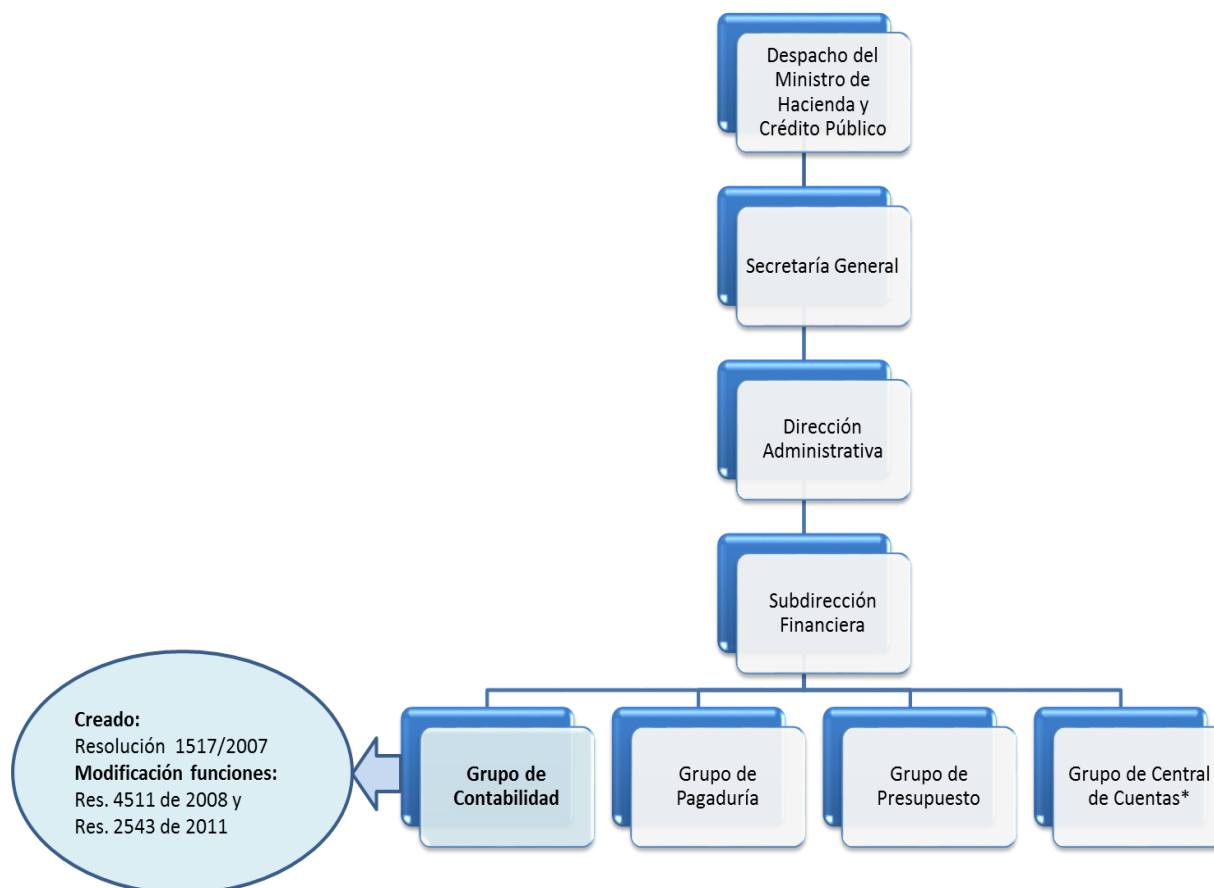 Despacho del
Ministro de
Hacienda y
Crédito Público
Secretaría General
Dirección
Administrativa
Subdirección
Financiera
Creado:
Resolución 1517/2007
Modificación funciones:
Res. 4511 de 2008 y
Res. 2543 de 2011
Grupo de
Contabilidad
Grupo de
Pagaduría
Grupo de
Presupuesto
Grupo de Central
de Cuentas*